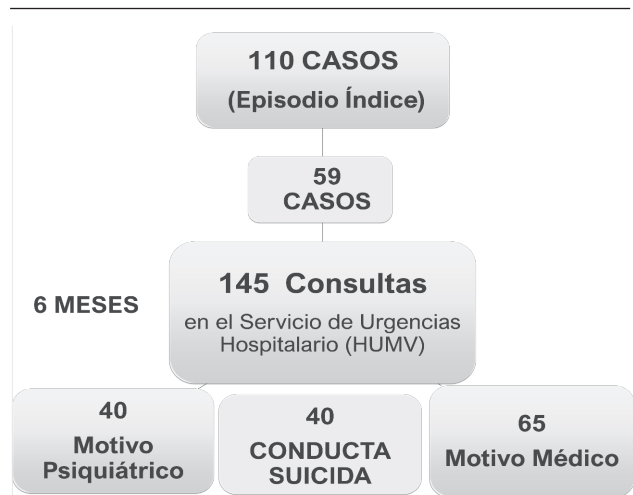 110 CASOS
(Episodio Índice)
59
CASOS
145 Consultas
6 MESES
en el Servicio de Urgencias
Hospitalario (HUMV)
40
Motivo
Psiquiátrico
40
CONDUCTA
SUICIDA
65
Motivo Médico